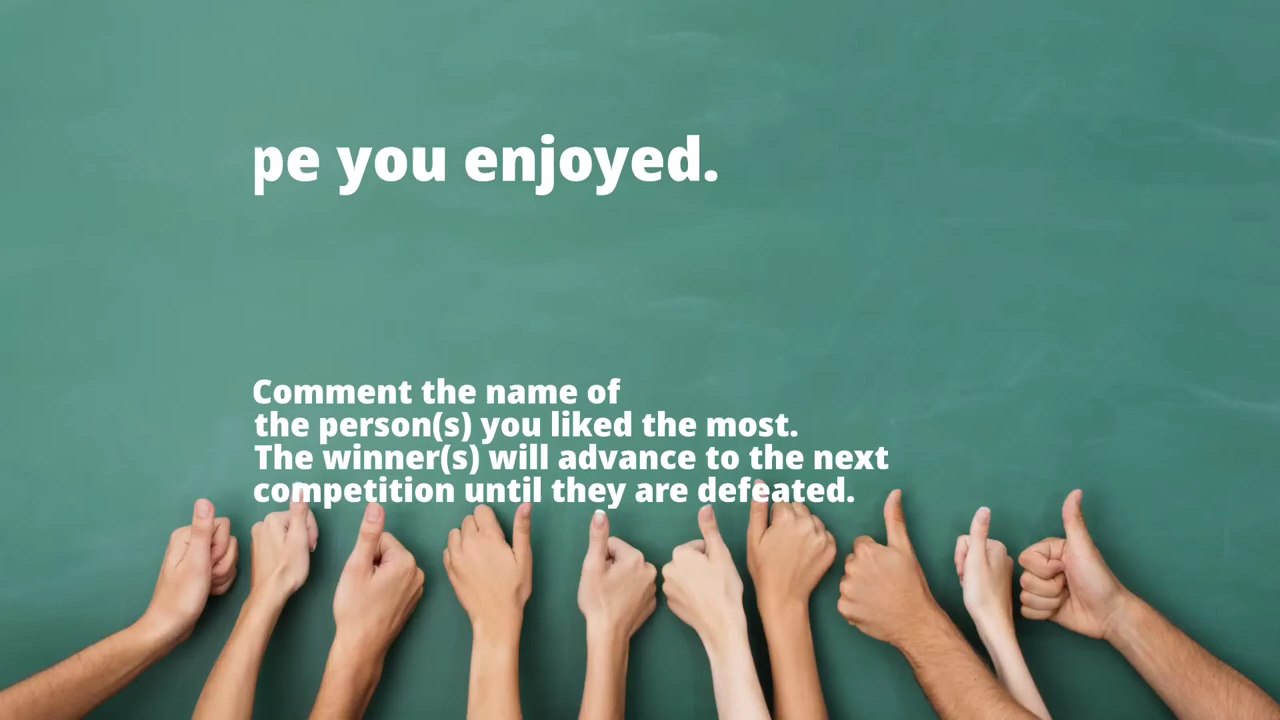 pe you enjoyed.
Comment the name of
the person(s) you liked the most.
The winner(s) will advance to the next
competition until they are defeated.